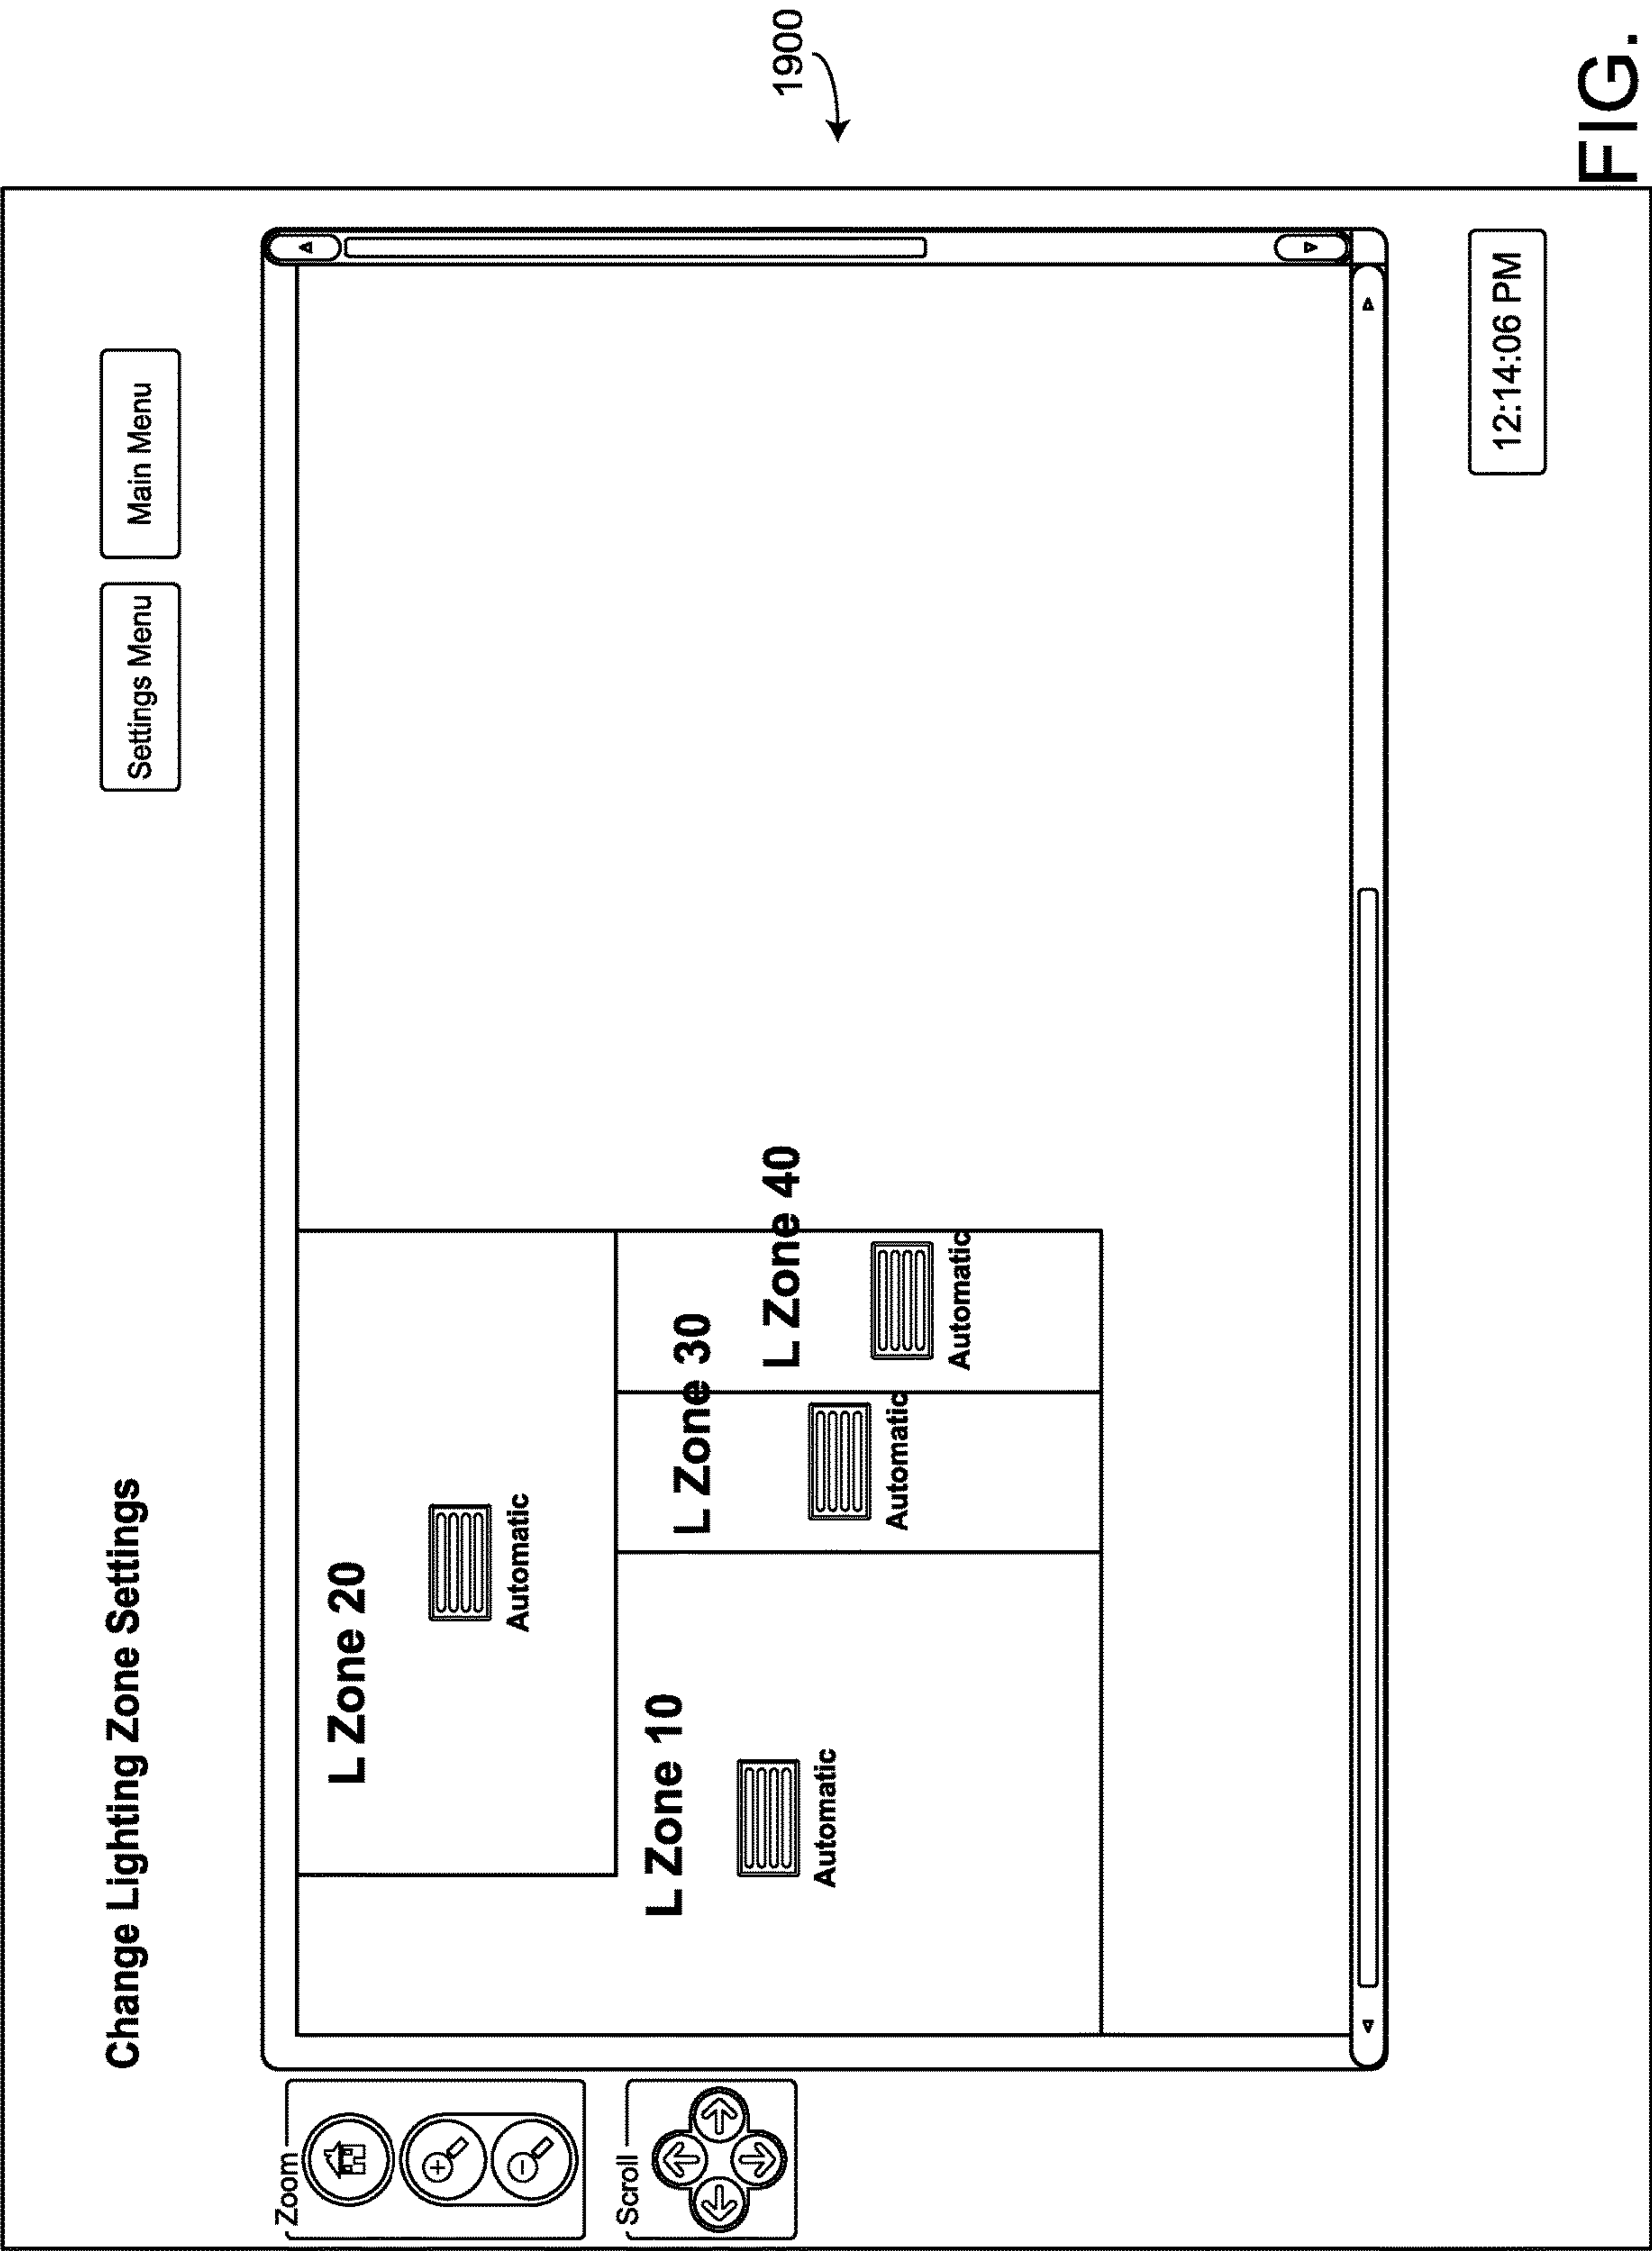 Change Lighting Zone Settings
Settings Menu
Main Menu
Zoom
Scroll
L Zone 20
Automatic
L Zone 10
Automatic
L Zone 30
Automatic
L Zone 40
Automatic
12:14:06 PM
1900
FIG.